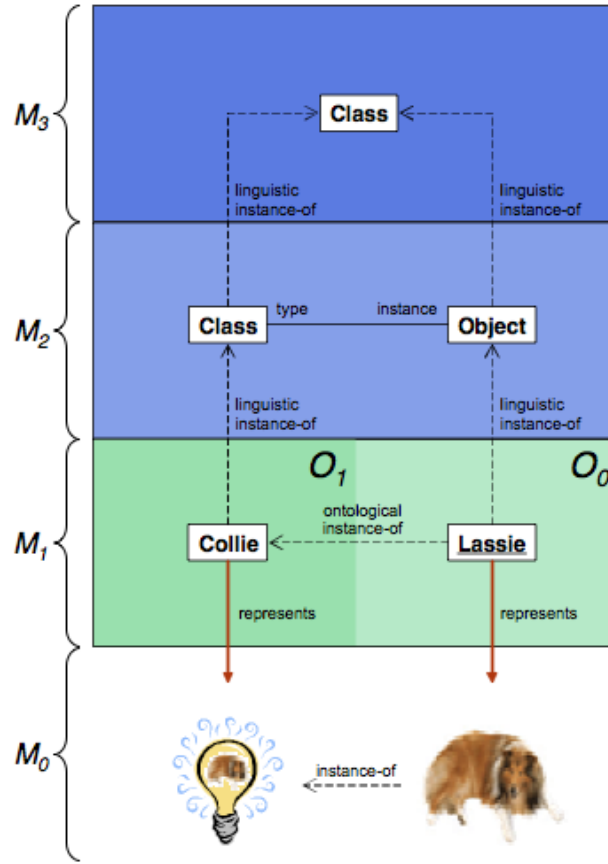 M3
Class
linguistic
instance-of
linguistic
instance-of
M2
Class
type
instance
Object
linguistic
instance-of
linguistic
instance-of
O1
O0
M1
ontological
instance-of
Collie
Lassie
represents
represents
M0
instance-of